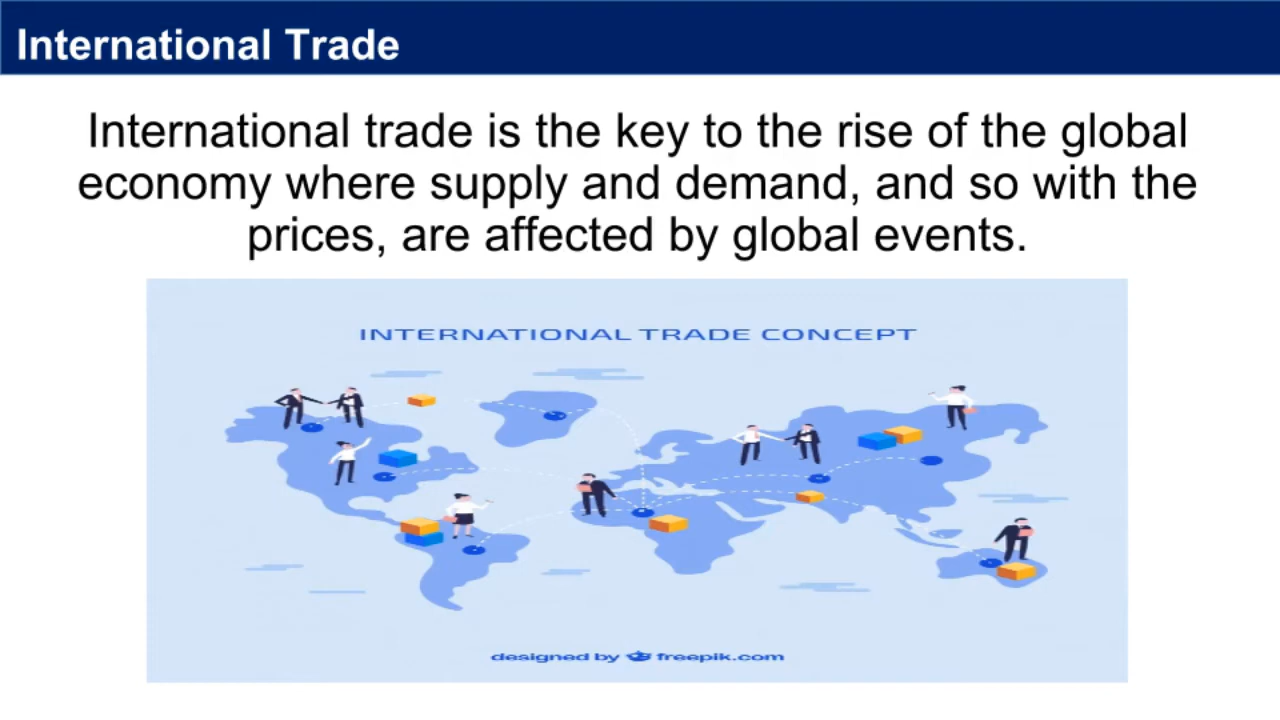 International Trade
International trade is the key to the rise of the global
economy where supply and demand, and so with the
prices, are affected by global events.
INTERNATIONAL TRADE CONCEPT
designed by freepik.com